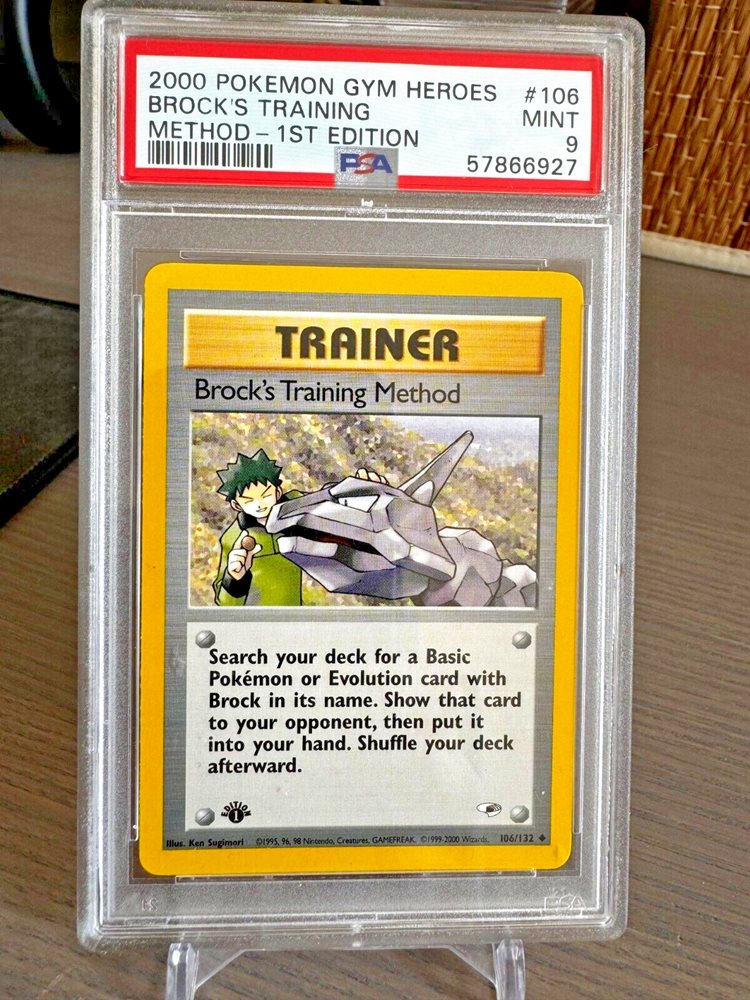 2000 POKEMON GYM HEROES #106
BROCK'S TRAINING MINT
METHOD – 1ST EDITION 9
PSA 57866927
TRAINER
Brock's Training Method
Search your deck for a Basic
Pokémon or Evolution card with
Brock in its name. Show that card
to your opponent, then put it
into your hand. Shuffle your deck
afterward.
EDITION
1
Illus. Ken Sugimori ©1995, 96, 98 Nintendo, Creatures, GAMEFREAK. ©1999-2000 Wizards. 106/132 ◆
PSA